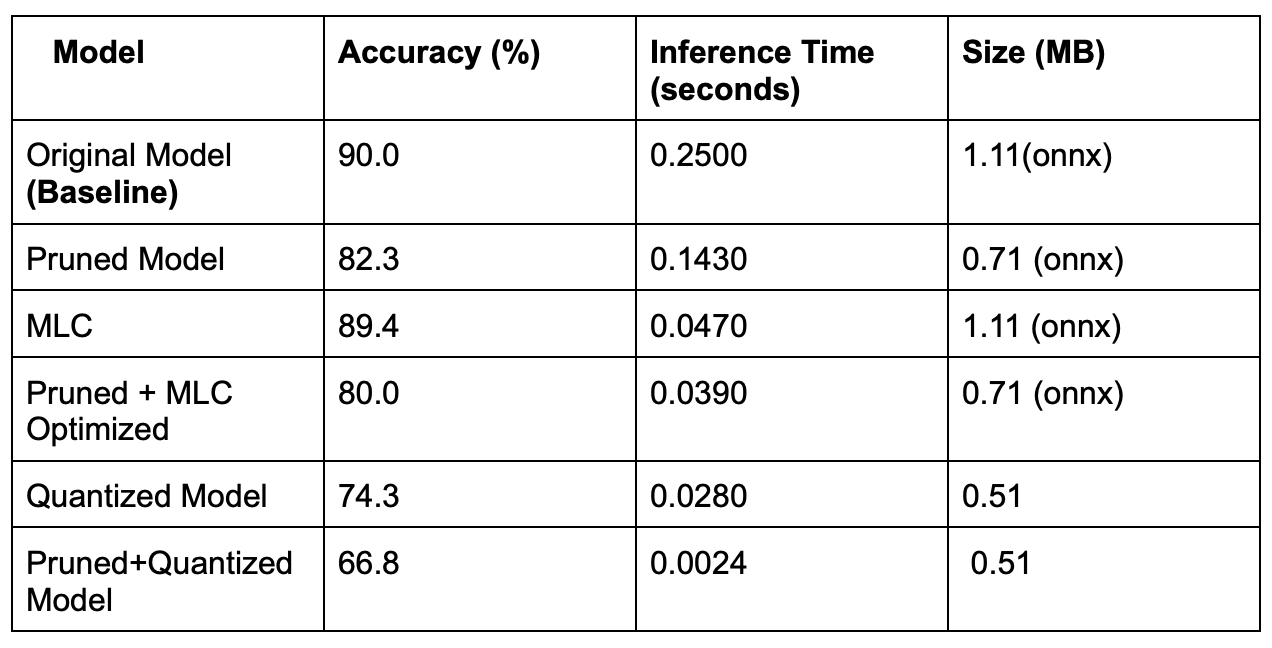 Model Accuracy (%) Inference Time (seconds) Size (MB)
Original Model (Baseline) 90.0 0.2500 1.11(onnx)
Pruned Model 82.3 0.1430 0.71 (onnx)
MLC 89.4 0.0470 1.11 (onnx)
Pruned + MLC Optimized 80.0 0.0390 0.71 (onnx)
Quantized Model 74.3 0.0280 0.51
Pruned+Quantized Model 66.8 0.0024 0.51